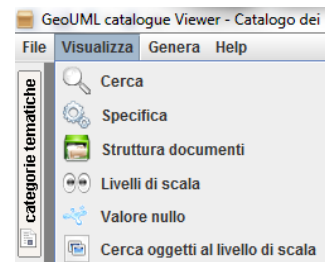 GeoUML catalogue Viewer - Catalogo dei
File Visualizza Genera Help
categorie tematiche
Cerca
Specifica
Struttura documenti
Livelli di scala
Valore nullo
Cerca oggetti al livello di scala